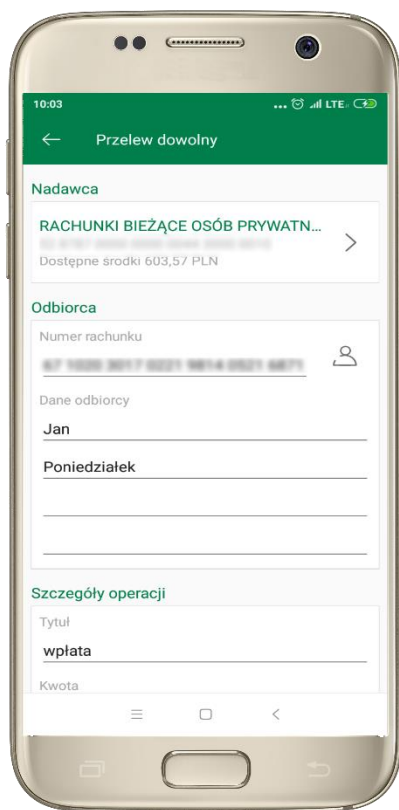 10:03
... LTE
Przelew dowolny
Nadawca
RACHUNKI BIEŻĄCE OSÓB PRYWATN...
Dostępne środki 603,57 PLN
Odbiorca
Numer rachunku
Dane odbiorcy
Jan
Poniedziałek
Szczegóły operacji
Tytuł
wpłata
Kwota